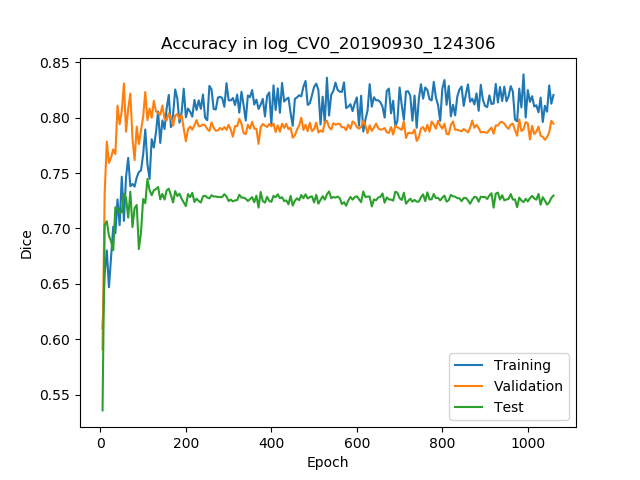 Accuracy in log_CV0_20190930_124306
0.85
0.80
0.75
0.70
0.65
0.60
0.55
Dice
0 200 400 600 800 1000
Epoch
Training
Validation
Test